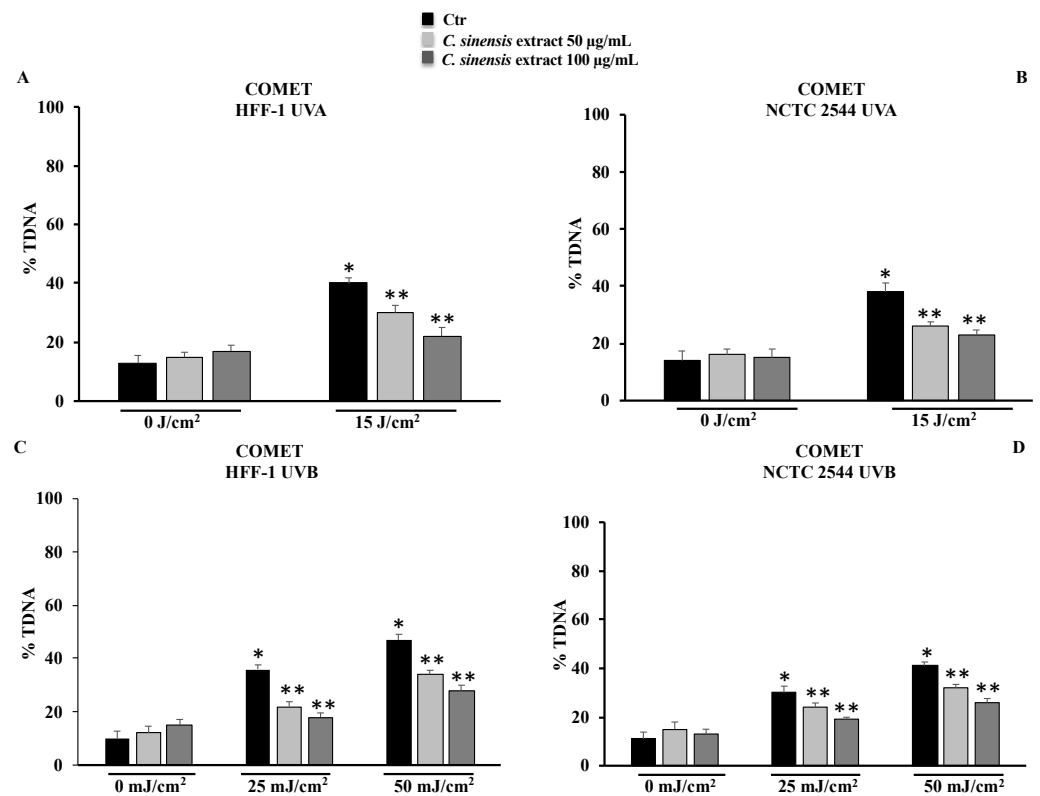 Ctr
C. sinensis extract 50 µg/mL
C. sinensis extract 100 µg/mL
A
COMET
HFF-1 UVA
100
80
60
40
20
0
% TDNA
*
**
**
0 J/cm²
15 J/cm²
B
COMET
NCTC 2544 UVA
100
80
60
40
20
0
% TDNA
*
**
**
0 J/cm²
15 J/cm²
C
COMET
HFF-1 UVB
100
80
60
40
20
0
% TDNA
*
**
**
*
**
**
0 mJ/cm²
25 mJ/cm²
50 mJ/cm²
D
COMET
NCTC 2544 UVB
100
80
60
40
20
0
% TDNA
*
**
**
*
**
**
0 mJ/cm²
25 mJ/cm²
50 mJ/cm²